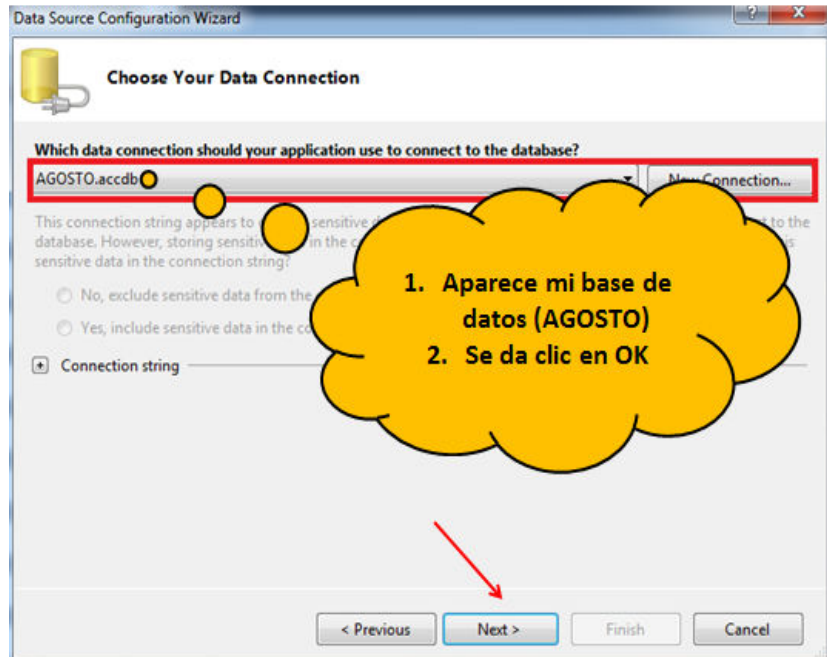 Data Source Configuration Wizard
Choose Your Data Connection
Which data connection should your application use to connect to the database?
AGOSTO.accdb
New Connection...
This connection string appears to sensitive to the
database. However, storing sensitive in the
sensitive data in the connection string?
No, exclude sensitive data from the
Yes, include sensitive data in the
Connection string
1. Aparece mi base de
datos (AGOSTO)
2. Se da clic en OK
< Previous
Next >
Finish
Cancel